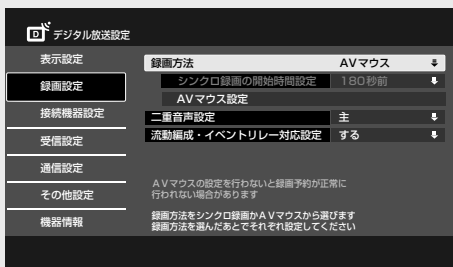 D デジタル放送設定
表示設定
録画設定
接続機器設定
受信設定
通信設定
その他設定
機器情報
録画方法 AVマウス
シンクロ録画の開始時間設定 180秒前
AVマウス設定
二重音声設定 主
流動編成・イベントリレー対応設定 する
AVマウスの設定を行わないと録画予約が正常に
行われない場合があります
録画方法をシンクロ録画かAVマウスから選びます
録画方法を選んだあとでそれぞれ設定してください